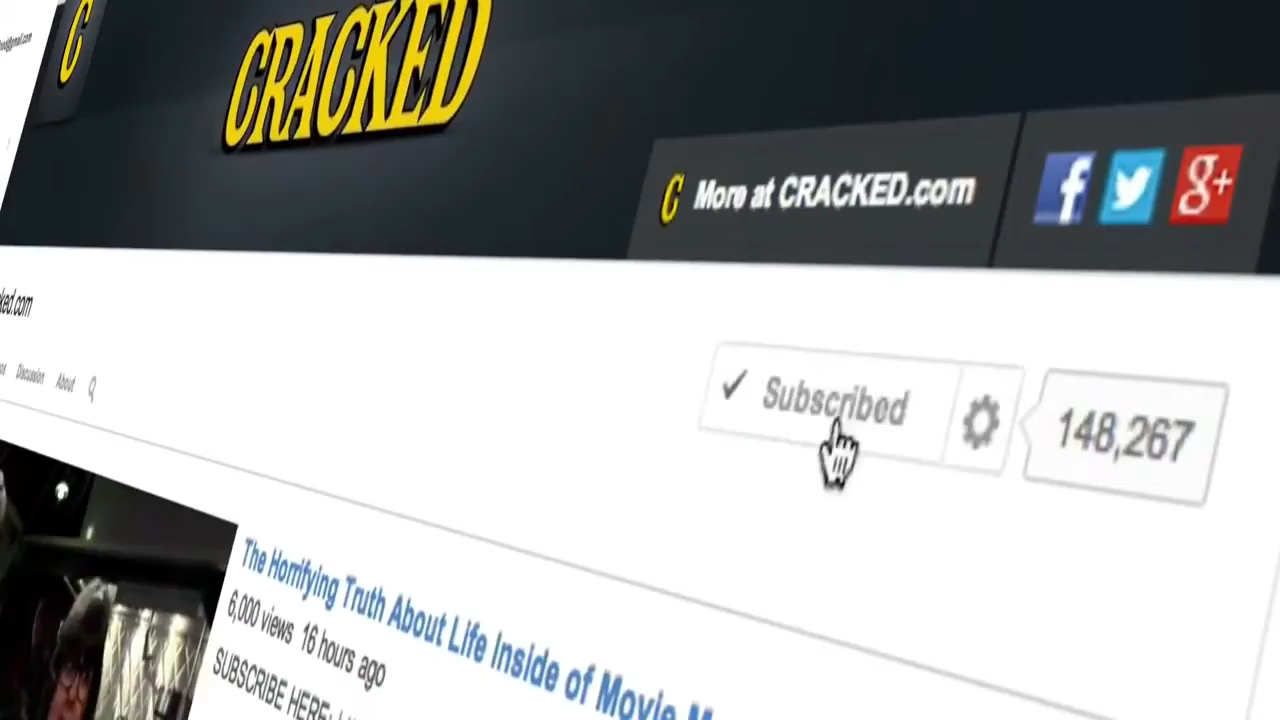 CRACKED
C
C More at CRACKED.com
Subscribed
148,267
Discussion About
The Horrifying Truth About Life Inside of Movie
6,000 views 16 hours ago
SUBSCRIBE HERE: